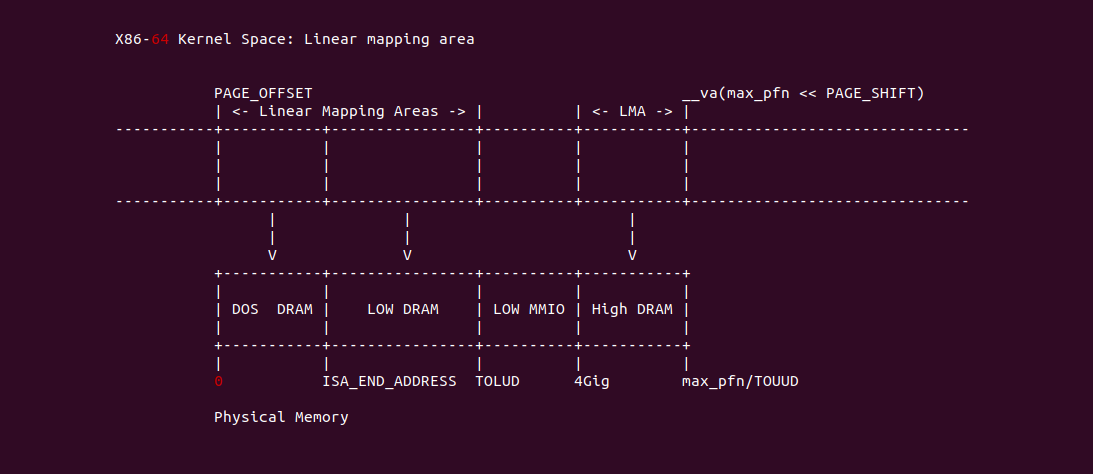 X86-64 Kernel Space: Linear mapping area
PAGE_OFFSET __va(max_pfn << PAGE_SHIFT)
| <- Linear Mapping Areas -> | | <- LMA -> |
-----------+-----------+----------------+----------+-----------+-------------------------------
| | | | |
| | | | |
| | | | |
-----------+-----------+----------------+----------+-----------+-------------------------------
| | |
| | |
V V V
+-----------+----------------+----------+-----------+
| | | | |
| DOS  DRAM | LOW DRAM | LOW MMIO | High DRAM |
| | | | |
+-----------+----------------+----------+-----------+
| | | | |
0 ISA_END_ADDRESS TOLUD 4Gig max_pfn/TOUUD
Physical Memory